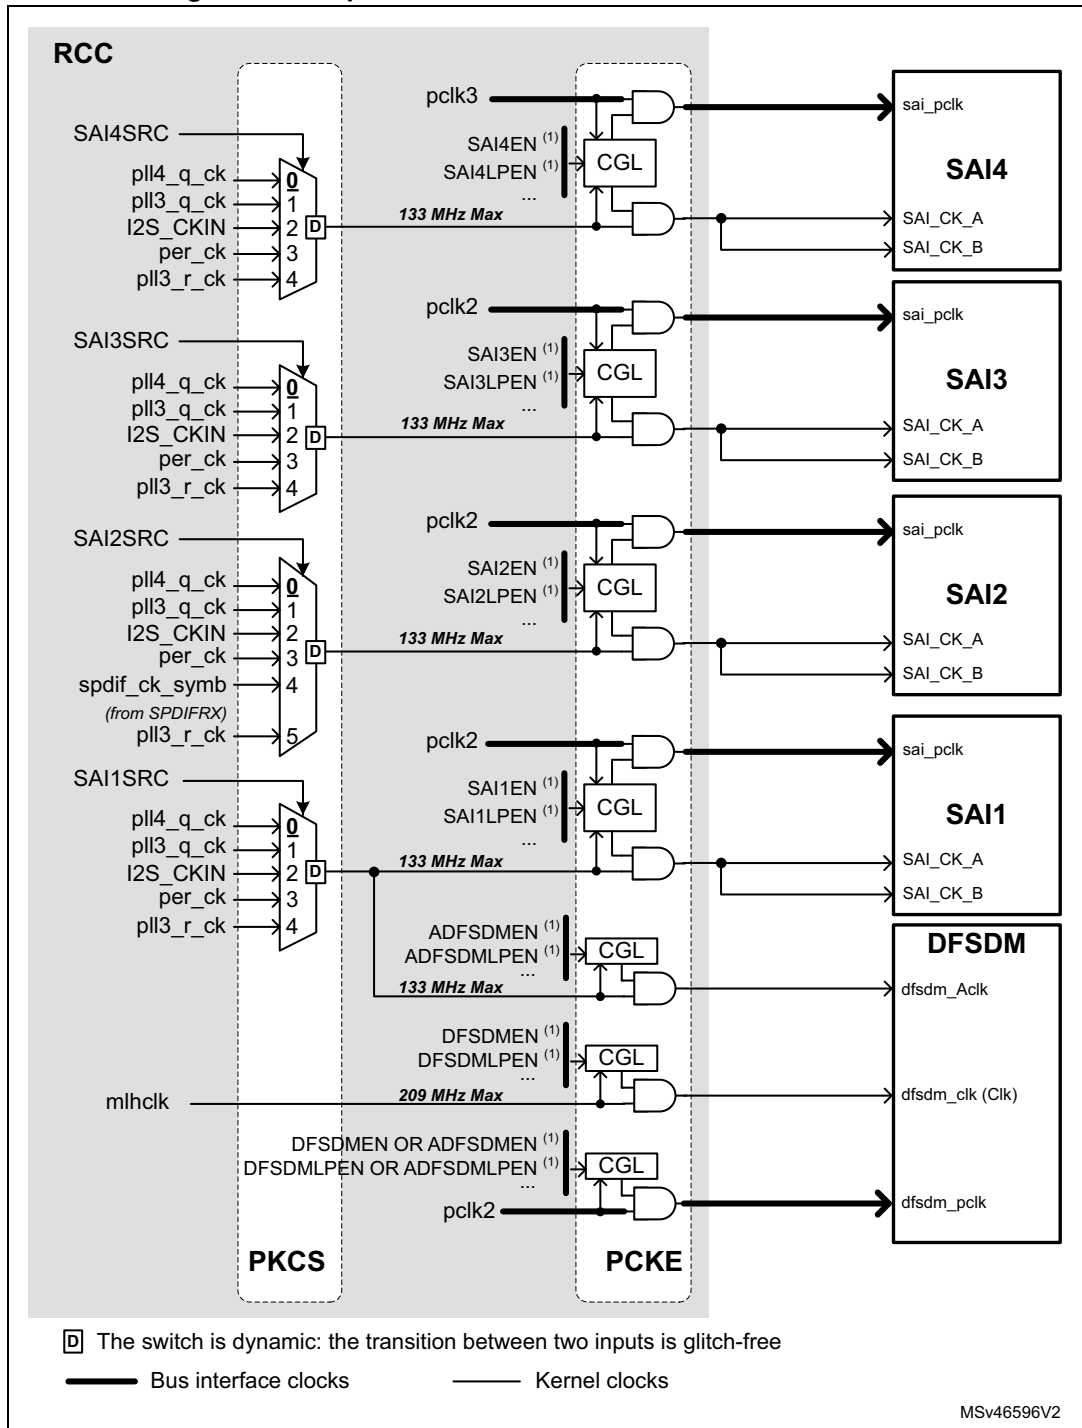 RCC
pclk3
sai_pclk
SAI4SRC
SAI4EN (1)
SAI4LPEN (1)
...
CGL
SAI4
pll4_q_ck
0
pll3_q_ck
1
I2S_CKIN
2
D
133 MHz Max
SAI_CK_A
per_ck
3
SAI_CK_B
pll3_r_ck
4
pclk2
sai_pclk
SAI3SRC
SAI3EN (1)
SAI3LPEN (1)
...
CGL
SAI3
pll4_q_ck
0
pll3_q_ck
1
I2S_CKIN
2
D
133 MHz Max
SAI_CK_A
per_ck
3
SAI_CK_B
pll3_r_ck
4
pclk2
sai_pclk
SAI2SRC
SAI2EN (1)
SAI2LPEN (1)
...
CGL
SAI2
pll4_q_ck
0
pll3_q_ck
1
I2S_CKIN
2
133 MHz Max
SAI_CK_A
per_ck
3
D
SAI_CK_B
spdif_ck_symb
4
(from SPDIFRX)
pll3_r_ck
5
pclk2
sai_pclk
SAI1SRC
SAI1EN (1)
SAI1LPEN (1)
...
CGL
SAI1
pll4_q_ck
0
pll3_q_ck
1
I2S_CKIN
2
D
133 MHz Max
SAI_CK_A
per_ck
3
SAI_CK_B
pll3_r_ck
4
ADFSDMEN (1)
ADFSDMLPEN (1)
...
CGL
DFSDM
133 MHz Max
dfsdm_Aclk
DFSDMEN (1)
DFSDMLPEN (1)
...
CGL
mlhclk
209 MHz Max
dfsdm_clk (Clk)
DFSDMEN OR ADFSDMEN (1)
DFSDMLPEN OR ADFSDMLPEN (1)
...
CGL
pclk2
dfsdm_pclk
PKCS
PCKE
D The switch is dynamic: the transition between two inputs is glitch-free
Bus interface clocks
Kernel clocks
MSv46596V2